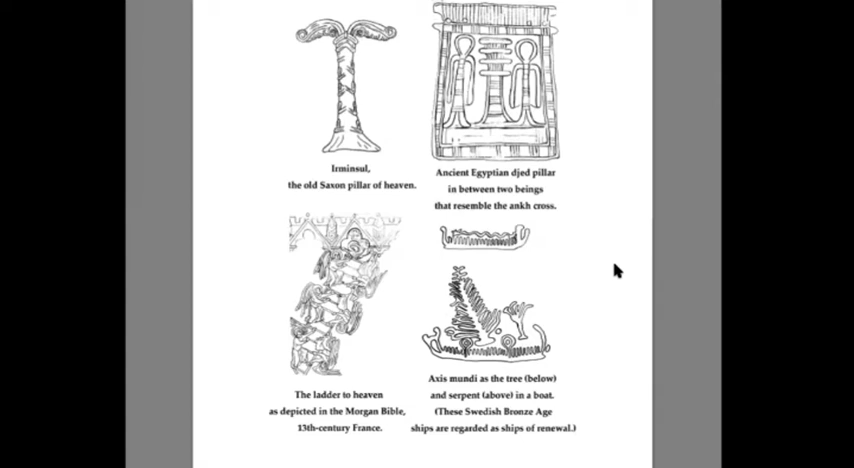 Irminsul,
the old Saxon pillar of heaven.
Ancient Egyptian djed pillar
in between two beings
that resemble the ankh cross.
The ladder to heaven
as depicted in the Morgan Bible,
13th-century France.
Axis mundi as the tree (below)
and serpent (above) in a boat.
(These Swedish Bronze Age
ships are regarded as ships of renewal.)